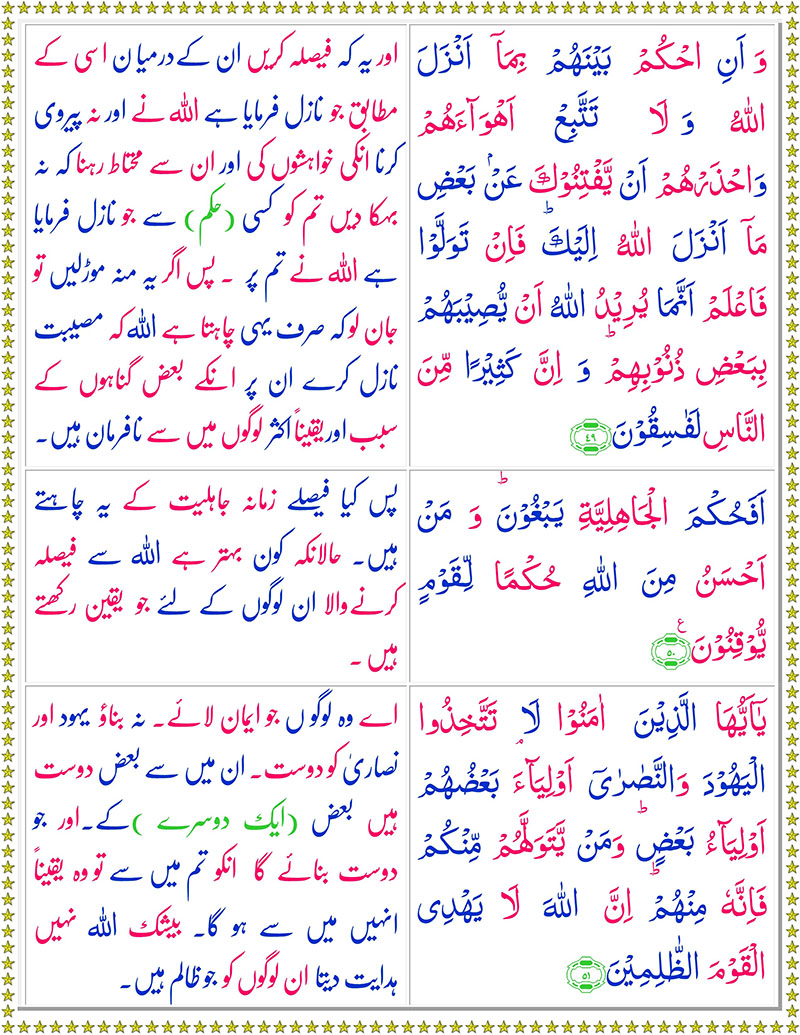 وَ اَنِ احْكُمْ بَيْنَهُمْ بِمَاۤ اَنْزَلَ
اللّٰهُ وَ لَا تَتَّبِعْ اَهْوَآءَهُمْ
وَاحْذَرْهُمْ اَنْ يَّفْتِنُوْكَ عَنْۢ بَعْضِ
مَاۤ اَنْزَلَ اللّٰهُ اِلَيْكَ ؕ فَاِنْ تَوَلَّوْا
فَاعْلَمْ اَنَّمَا يُرِيْدُ اللّٰهُ اَنْ يُّصِيْبَهُمْ
بِبَعْضِ ذُنُوْبِهِمْ ؕ وَ اِنَّ كَثِيْرًا مِّنَ
النَّاسِ لَفٰسِقُوْنَ ۴۹
اور یہ کہ فیصلہ کریں ان کے درمیان اسی کے
مطابق جو نازل فرمایا ہے اللہ نے اور نہ پیروی
کرنا انکی خواہشوں کی اور ان سے محتاط رہنا کہ نہ
بہکا دیں تم کو کسی (حکم) سے جو نازل فرمایا
ہے اللہ نے تم پر ۔ پس اگر یہ منہ موڑلیں تو
جان لو کہ صرف یہی چاہتا ہے اللہ کہ مصیبت
نازل کرے ان پر انکے بعض گناہوں کے
سبب اور یقیناً اکثر لوگوں میں سے نافرمان ہیں۔
اَفَحُكْمَ الْجَاهِلِيَّةِ يَبْغُوْنَ ؕ وَ مَنْ
اَحْسَنُ مِنَ اللّٰهِ حُكْمًا لِّقَوْمٍ
يُّوْقِنُوْنَ ۵۰ ع
پس کیا فیصلے زمانہ جاہلیت کے یہ چاہتے
ہیں۔ حالانکہ کون بہتر ہے اللہ سے فیصلہ
کرنے والا ان لوگوں کے لئے جو یقین رکھتے
ہیں ۔
يٰۤاَيُّهَا الَّذِيْنَ اٰمَنُوْا لَا تَتَّخِذُوا
الْيَهُوْدَ وَالنَّصٰرٰۤى اَوْلِيَآءَ ۘ بَعْضُهُمْ
اَوْلِيَآءُ بَعْضٍ ؕ وَمَنْ يَّتَوَلَّهُمْ مِّنْكُمْ
فَاِنَّهٗ مِنْهُمْ ؕ اِنَّ اللّٰهَ لَا يَهْدِى
الْقَوْمَ الظّٰلِمِيْنَ ۵۱
اے وہ لوگو ں جو ایمان لائے۔ نہ بناؤ یہود اور
نصاریٰ کو دوست۔ ان میں سے بعض دوست
ہیں بعض (ایک دوسرے )کے۔اور جو
دوست بنائے گا انکو تم میں سے تو وہ یقیناً
انہیں میں سے ہو گا۔ بیشک اللہ نہیں
ہدایت دیتا ان لوگوں کو جو ظالم ہیں۔